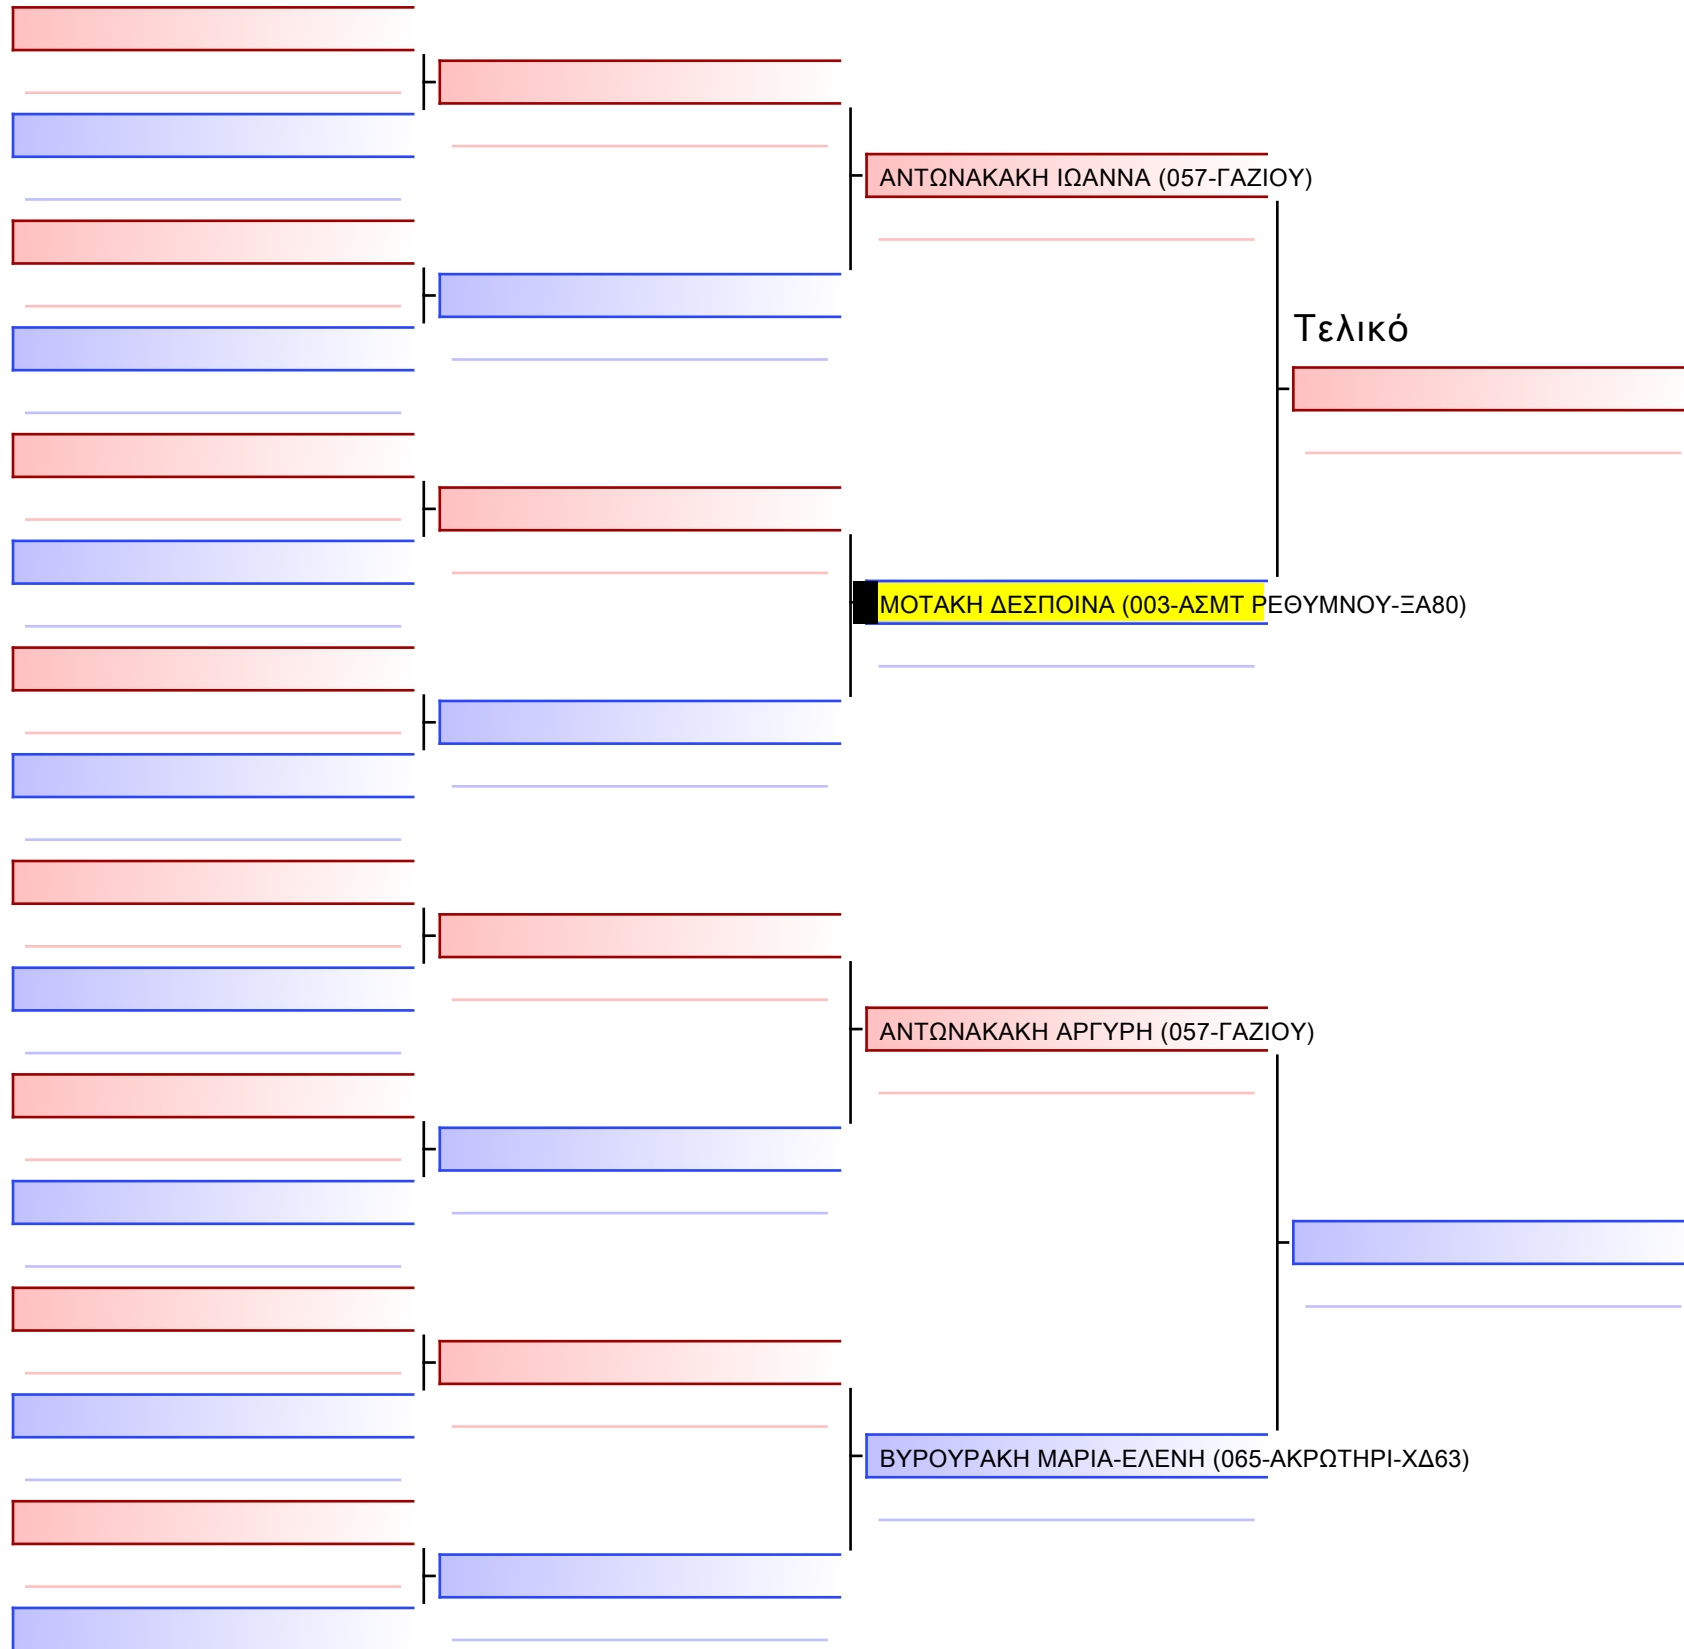 ΑΝΤΩΝΑΚΑΚΗ ΙΩΑΝΝΑ (057-ΓΑΖΙΟΥ)
Τελικό
ΜΟΤΑΚΗ ΔΕΣΠΟΙΝΑ (003-ΑΣΜΤ ΡΕΘΥΜΝΟΥ-ΞΑ80)
ΑΝΤΩΝΑΚΑΚΗ ΑΡΓΥΡΗ (057-ΓΑΖΙΟΥ)
ΒΥΡΟΥΡΑΚΗ ΜΑΡΙΑ-ΕΛΕΝΗ (065-ΑΚΡΩΤΗΡΙ-ΧΔ63)